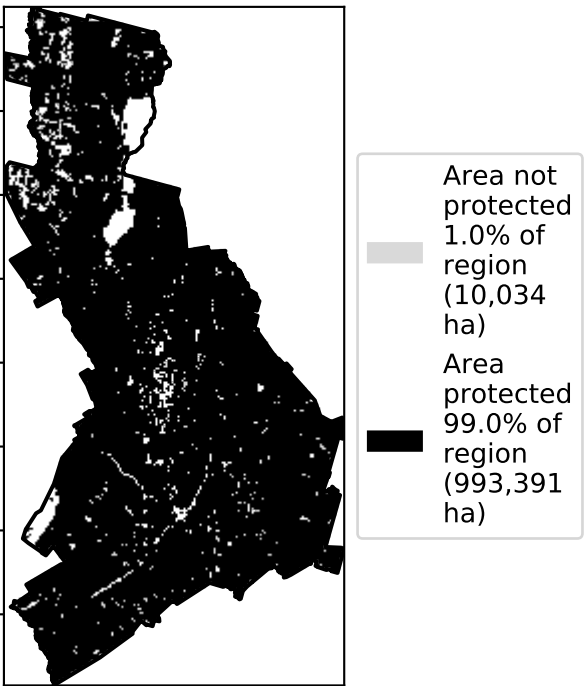 Area not
protected
1.0% of
region
(10,034
ha)
Area
protected
99.0% of
region
(993,391
ha)